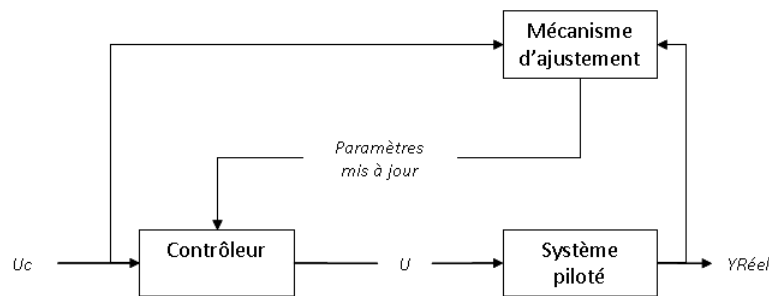 Mécanisme
d'ajustement
Paramètres
mis à jour
Uc
Contrôleur
U
Système
piloté
YRéel